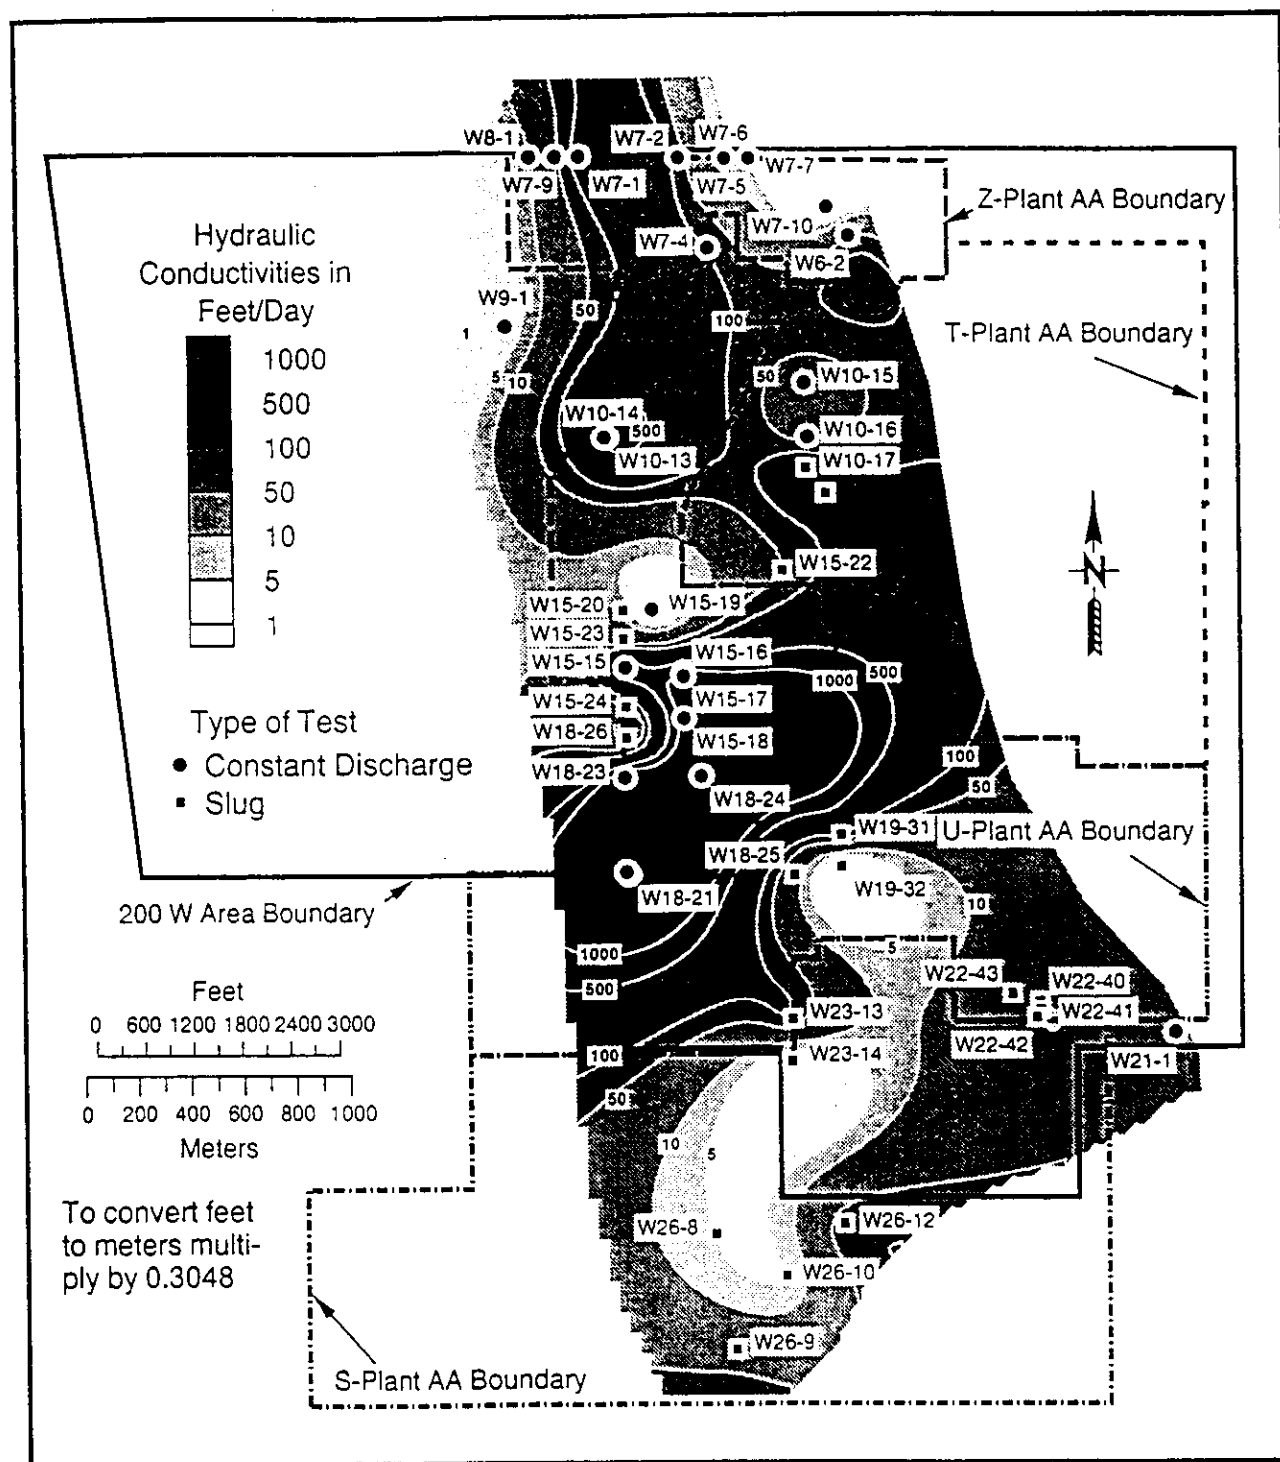 W8-1
W7-2
W7-6
W7-9
W7-1
W7-5
W7-7
Z-Plant AA Boundary
W7-10
W7-4
W6-2
Hydraulic
Conductivities in
Feet/Day
1000
500
100
50
10
5
1
W9-1
1
50
100
T-Plant AA Boundary
5
10
50
W10-15
W10-14
500
W10-13
W10-16
W10-17
N
W15-22
W15-20
W15-19
W15-23
W15-15
W15-16
500
1000
W15-24
W15-17
W18-26
W15-18
W18-23
W18-24
100
50
Type of Test
Constant Discharge
Slug
W19-31
U-Plant AA Boundary
W18-25
W19-32
W18-21
10
200 W Area Boundary
5
1000
500
W22-43
W22-40
W22-41
W22-42
W21-1
W23-13
W23-14
100
50
Feet
0 600 1200 1800 2400 3000
0 200 400 600 800 1000
Meters
10
5
To convert feet
to meters multi-
ply by 0.3048
W26-8
W26-12
W26-10
W26-9
S-Plant AA Boundary